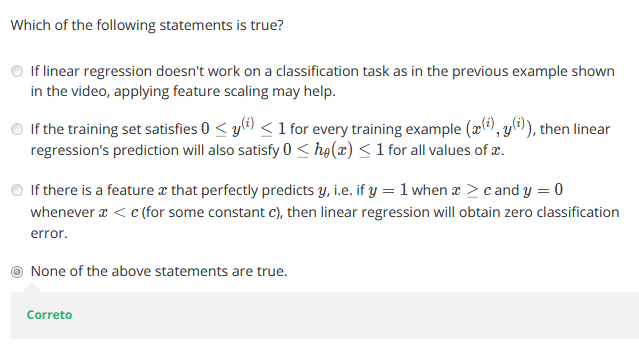 Which of the following statements is true?
If linear regression doesn't work on a classification task as in the previous example shown
in the video, applying feature scaling may help.
If the training set satisfies 0 ≤ y^(i) ≤ 1 for every training example (x^(i), y^(i)), then linear
regression's prediction will also satisfy 0 ≤ h_θ(x) ≤ 1 for all values of x.
If there is a feature x that perfectly predicts y, i.e. if y = 1 when x ≥ c and y = 0
whenever x < c (for some constant c), then linear regression will obtain zero classification
error.
None of the above statements are true.
Correto